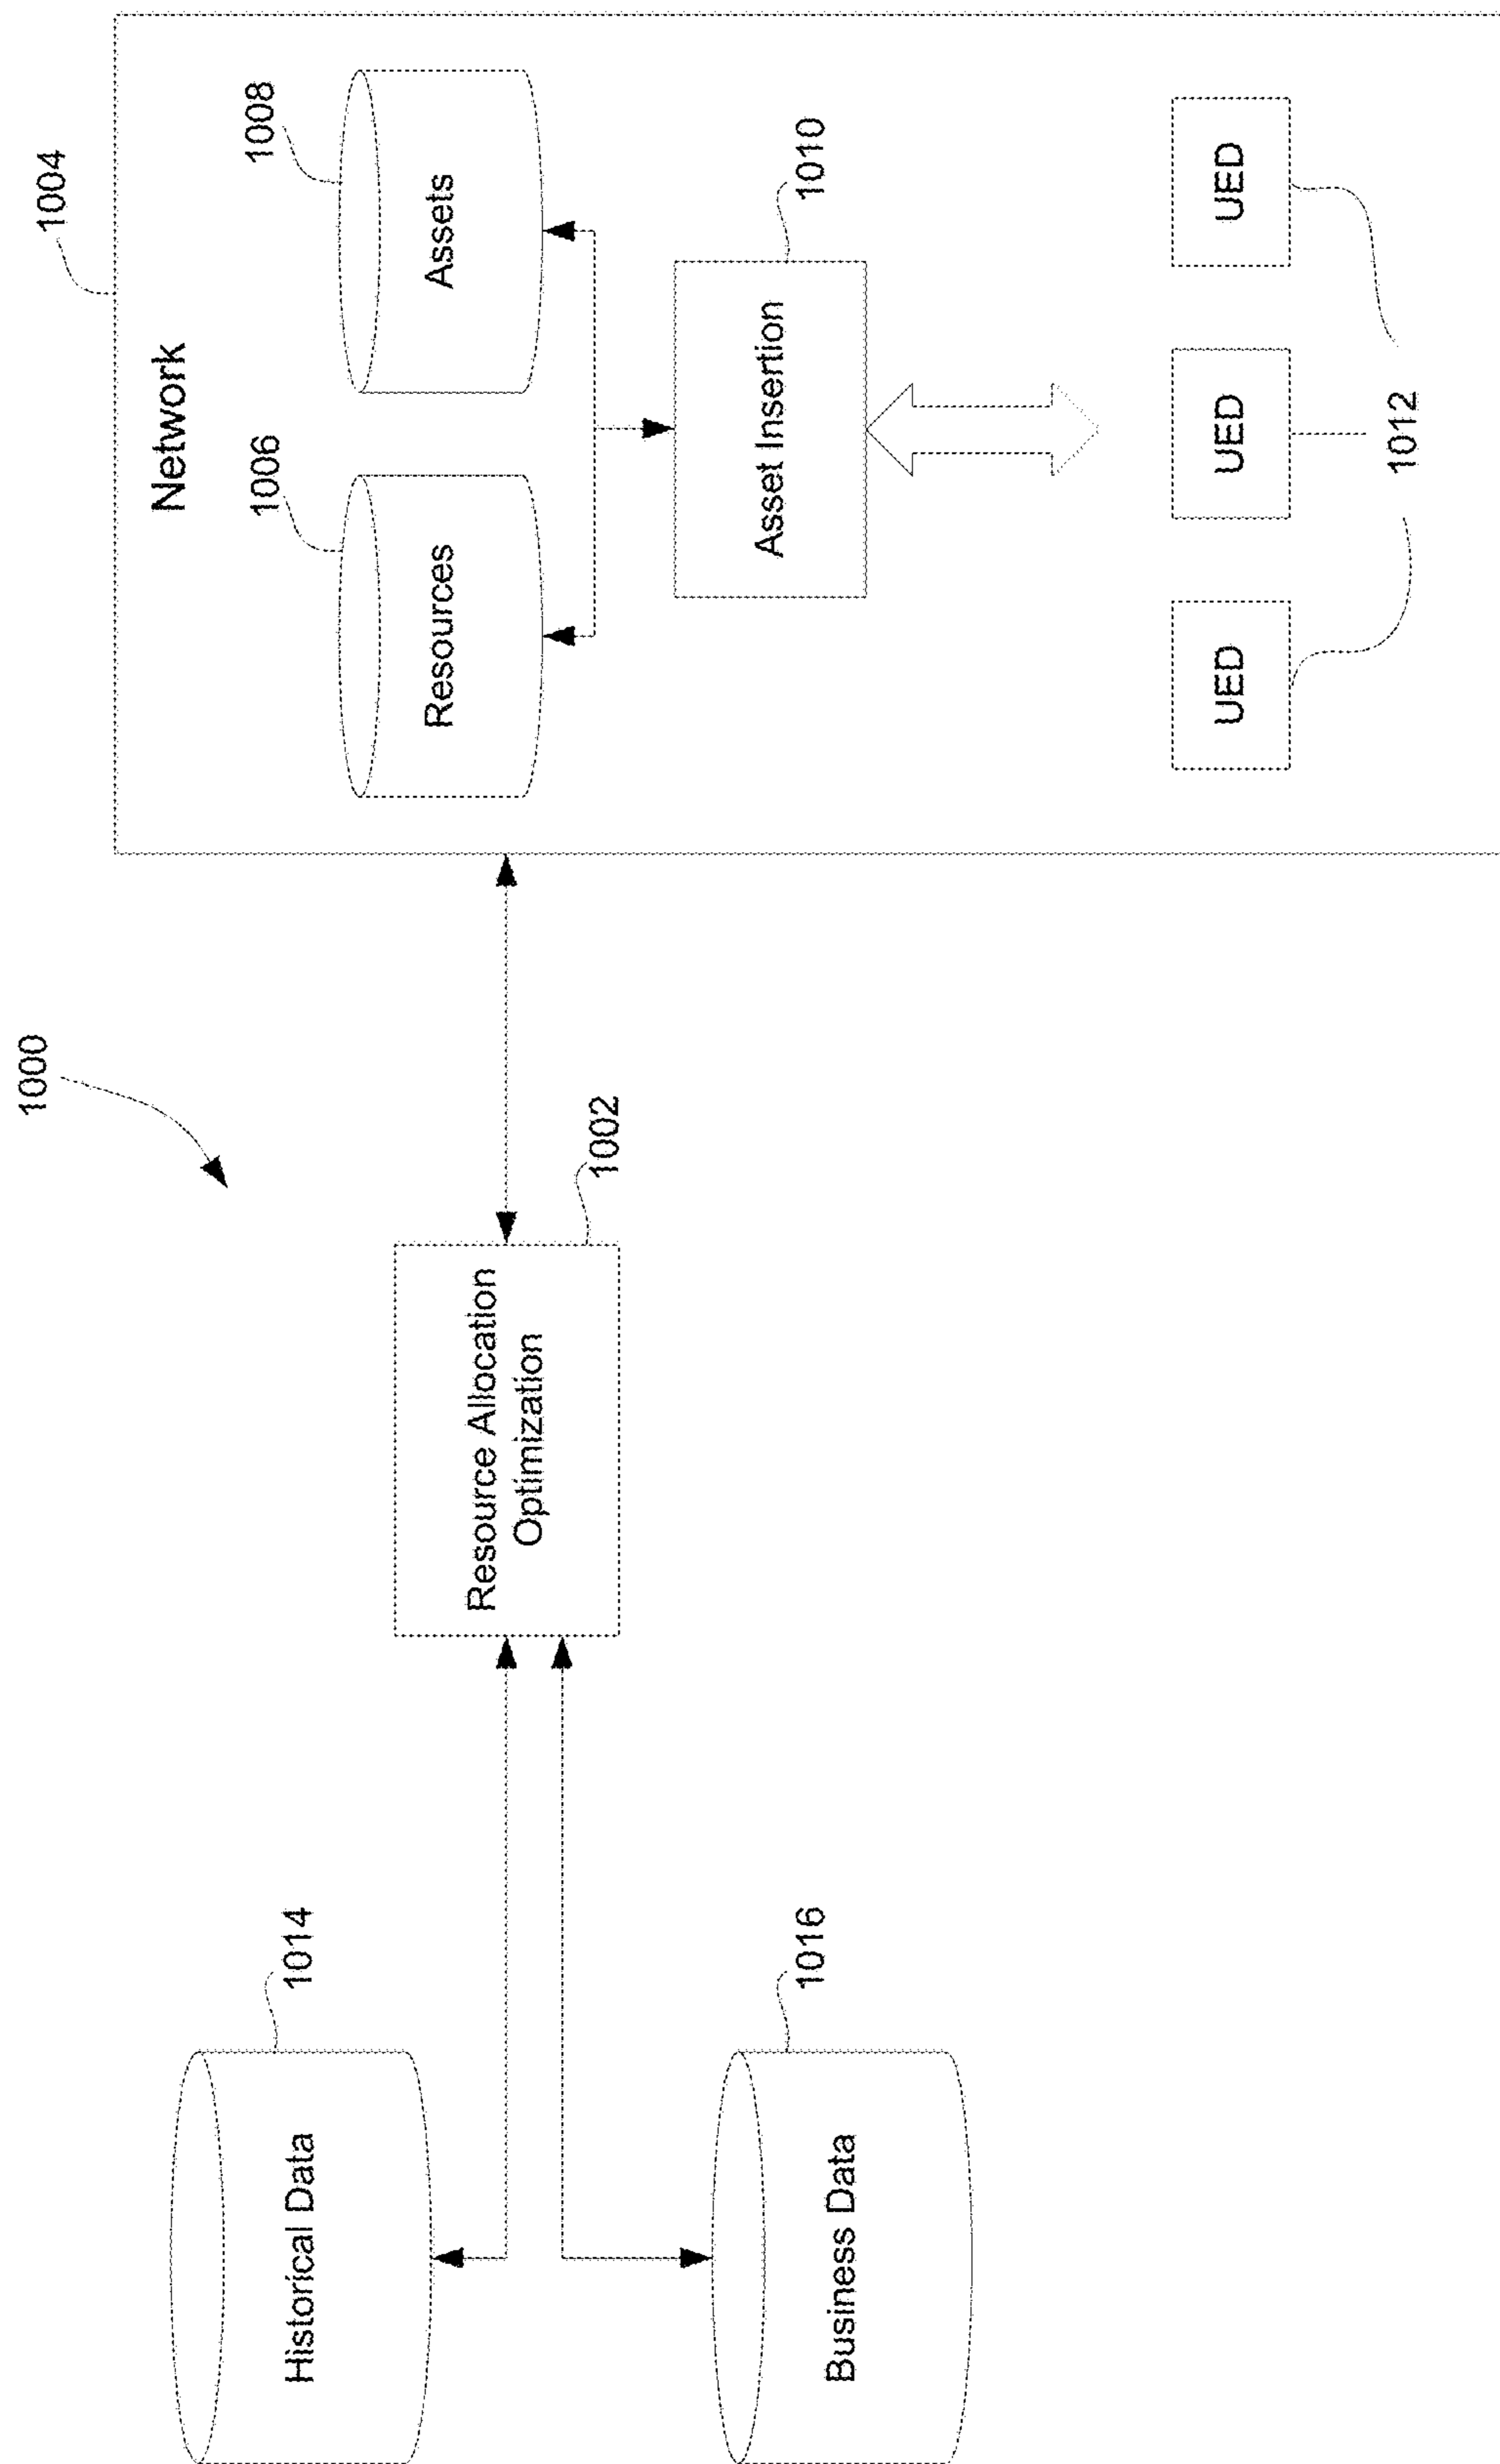 1000
1004
Network
1014
Historical Data
1006
Resources
1008
Assets
1002
Resource Allocation
Optimization
1010
Asset Insertion
1016
Business Data
UED
UED
UED
1012